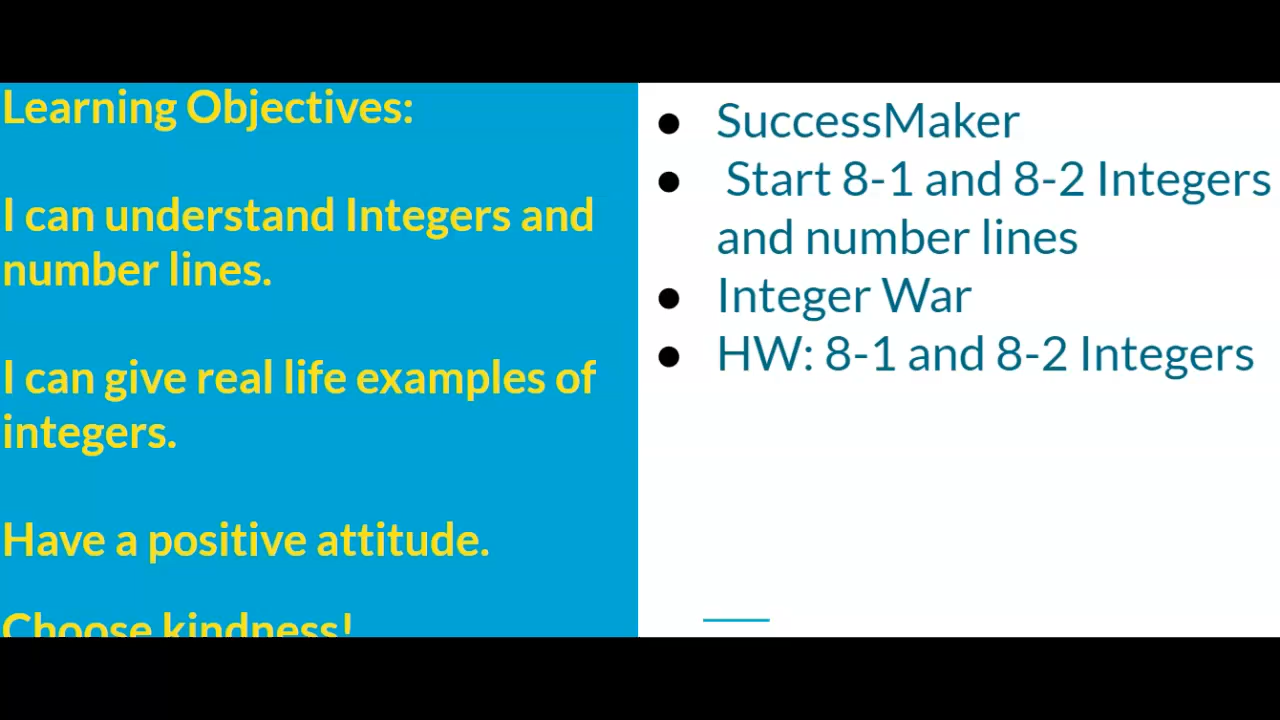 Learning Objectives:
I can understand Integers and
number lines.
I can give real life examples of
integers.
Have a positive attitude.
Choose kindness!
● SuccessMaker
● Start 8-1 and 8-2 Integers
and number lines
● Integer War
● HW: 8-1 and 8-2 Integers